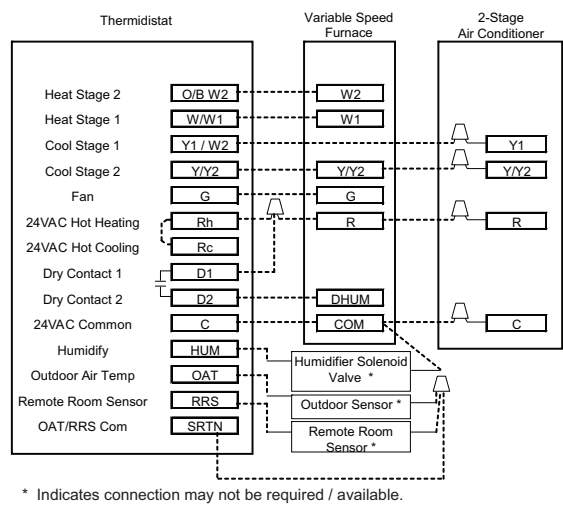 Thermidistat
Variable Speed
Furnace
2-Stage
Air Conditioner
Heat Stage 2 O/B W2 W2
Heat Stage 1 W/W1 W1
Cool Stage 1 Y1 / W2 Y1
Cool Stage 2 Y/Y2 Y/Y2 Y/Y2
Fan G G
24VAC Hot Heating Rh R R
24VAC Hot Cooling Rc
Dry Contact 1 D1
Dry Contact 2 D2 DHUM
24VAC Common C COM C
Humidify HUM
Humidifier Solenoid
Valve *
Outdoor Air Temp OAT
Outdoor Sensor *
Remote Room Sensor RRS
Remote Room
Sensor *
OAT/RRS Com SRTN
* Indicates connection may not be required / available.